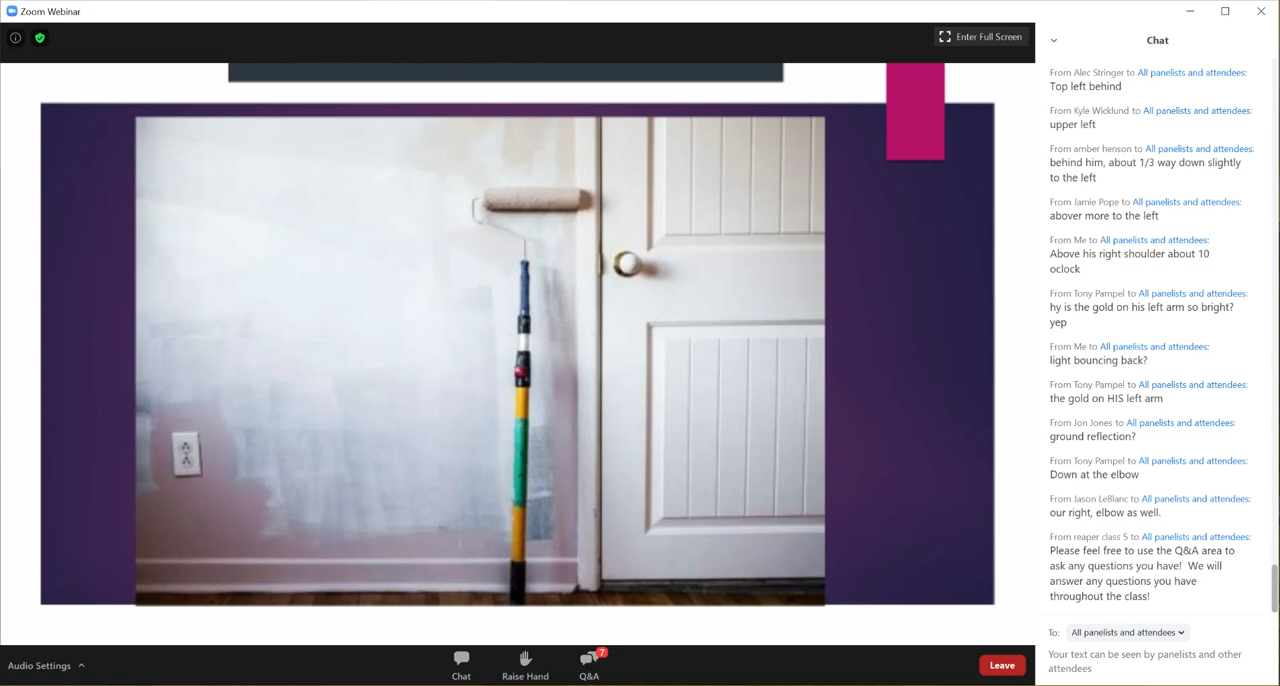 Zoom Webinar
Enter Full Screen
Chat
From Alec Stringer to All panelists and attendees:
Top left behind
From Kyle Wicklund to All panelists and attendees:
upper left
From amber henson to All panelists and attendees:
behind him, about 1/3 way down slightly
to the left
From Jamie Pope to All panelists and attendees:
abover more to the left
From Me to All panelists and attendees:
Above his right shoulder about 10
oclock
From Tony Pampel to All panelists and attendees:
hy is the gold on his left arm so bright?
yep
From Me to All panelists and attendees:
light bouncing back?
From Tony Pampel to All panelists and attendees:
the gold on HIS left arm
From Jon Jones to All panelists and attendees:
ground reflection?
From Tony Pampel to All panelists and attendees:
Down at the elbow
From Jason LeBlanc to All panelists and attendees:
our right, elbow as well.
From reaper class 5 to All panelists and attendees:
Please feel free to use the Q&A area to
ask any questions you have! We will
answer any questions you have
throughout the class!
To: All panelists and attendees
Your text can be seen by panelists and other
attendees
Audio Settings
Chat
Raise Hand
7
Q&A
Leave